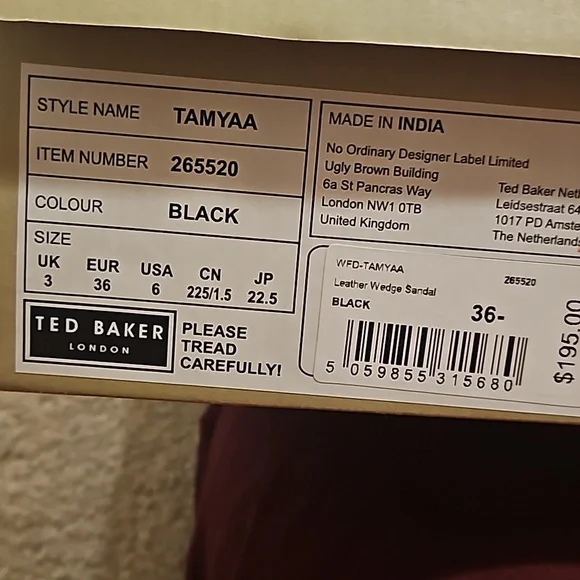 STYLE NAME TAMYAA
ITEM NUMBER 265520
COLOUR BLACK
SIZE
UK EUR USA CN JP
3 36 6 225/1.5 22.5
TED BAKER
LONDON
PLEASE
TREAD
CAREFULLY!
MADE IN INDIA
No Ordinary Designer Label Limited
Ugly Brown Building
6a St Pancras Way
London NW1 0TB
United Kingdom
Ted Baker
Leidsestraat 64
1017 PD
The Netherlands
WFD-TAMYAA 265520
Leather Wedge Sandal
BLACK 36-
5 059855 315680
$195.00